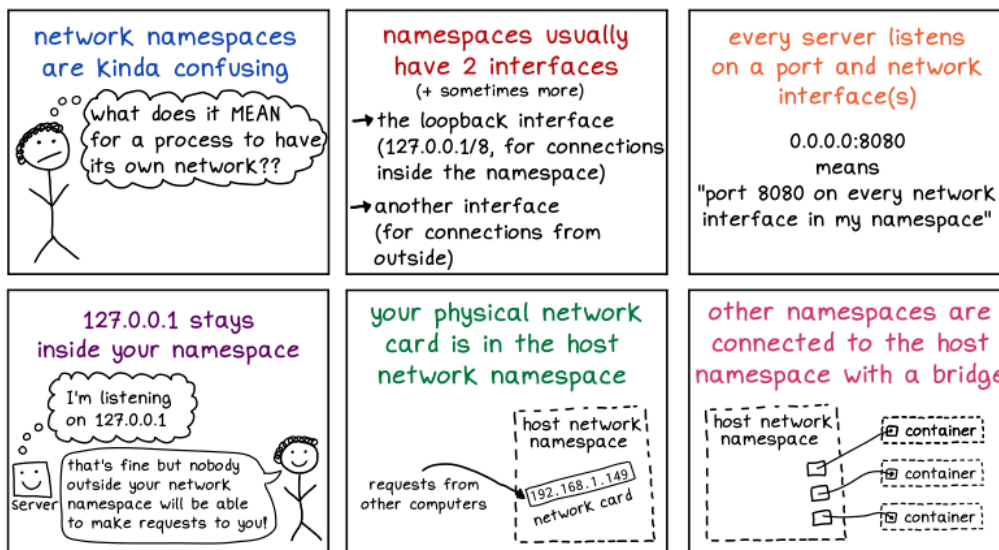 network namespaces
are kinda confusing
what does it MEAN
for a process to have
its own network??
namespaces usually
have 2 interfaces
(+ sometimes more)
→ the loopback interface
(127.0.0.1/8, for connections
inside the namespace)
→ another interface
(for connections from
outside)
every server listens
on a port and network
interface(s)
0.0.0.0:8080
means
"port 8080 on every network
interface in my namespace"
127.0.0.1 stays
inside your namespace
I'm listening
on 127.0.0.1
server
that's fine but nobody
outside your network
namespace will be able
to make requests to you!
your physical network
card is in the host
network namespace
host network
namespace
requests from
other computers
192.168.1.149
network card
other namespaces are
connected to the host
namespace with a bridge
host network
namespace
container
container
container